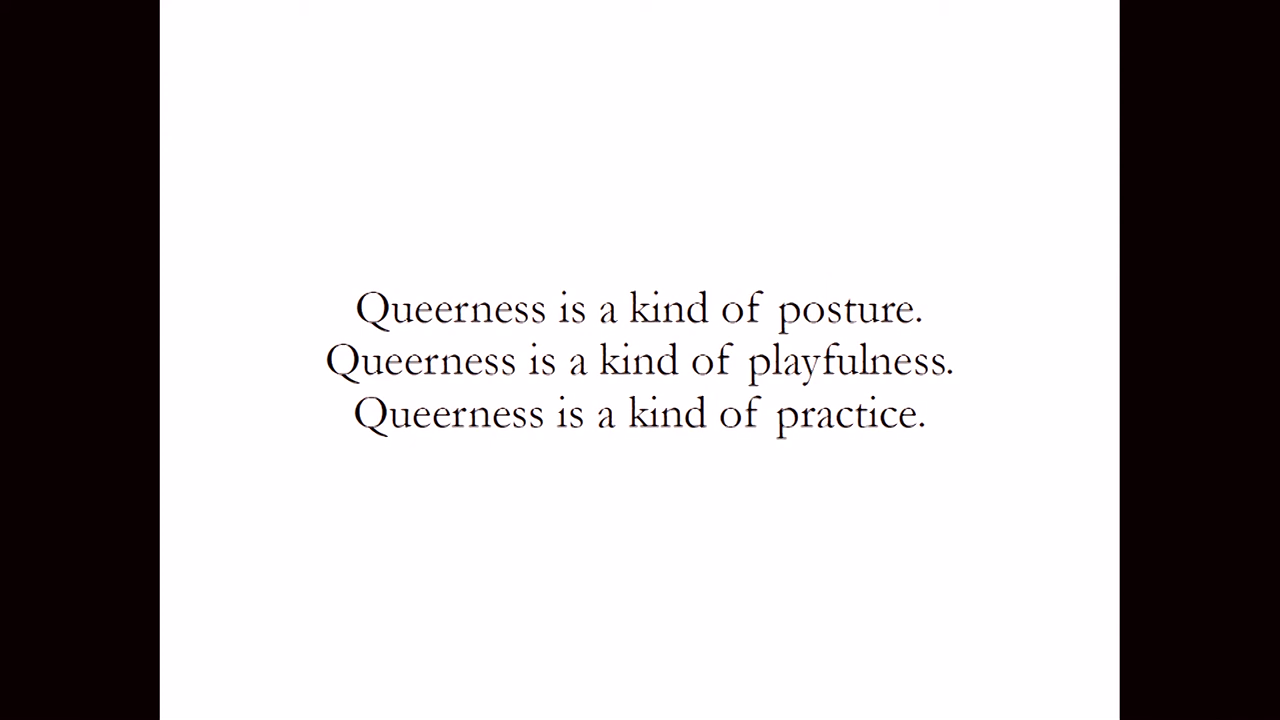 Queerness is a kind of posture.
Queerness is a kind of playfulness.
Queerness is a kind of practice.